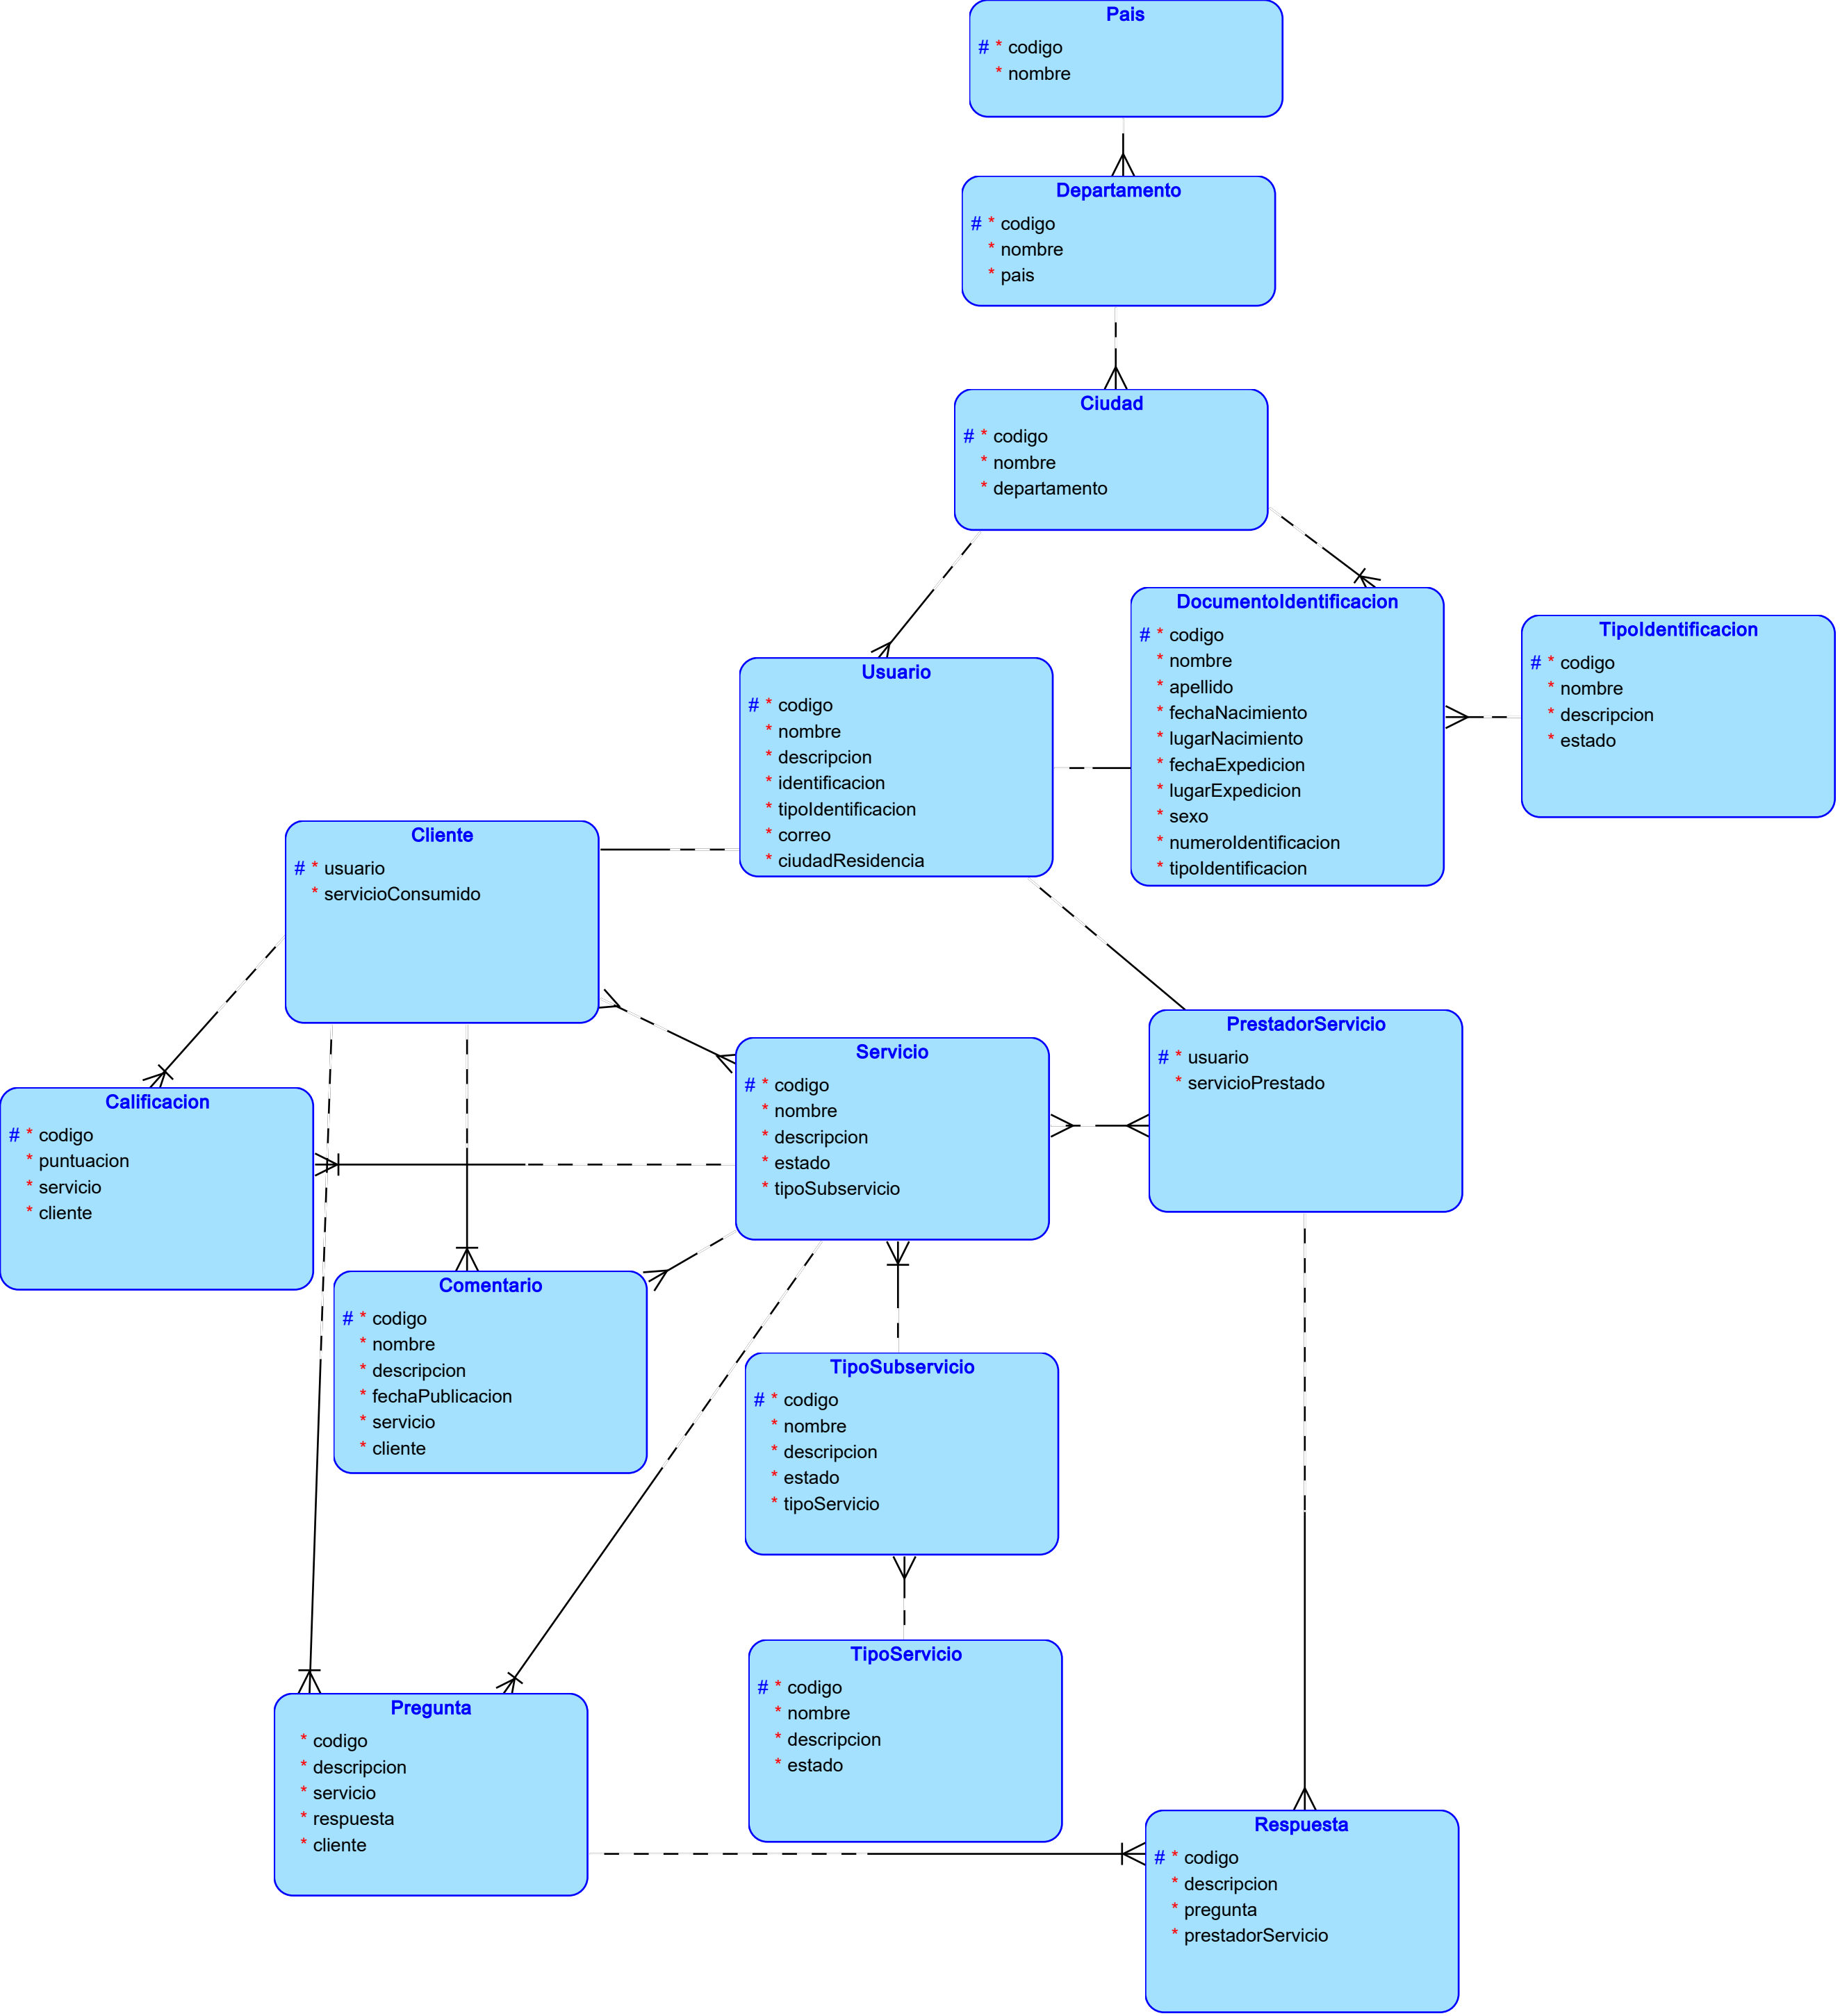 Pais
# * codigo
* nombre
Departamento
# * codigo
* nombre
* pais
Ciudad
# * codigo
* nombre
* departamento
DocumentoIdentificacion
# * codigo
* nombre
* apellido
* fechaNacimiento
* lugarNacimiento
* fechaExpedicion
* lugarExpedicion
* sexo
* numeroIdentificacion
* tipoIdentificacion
TipoIdentificacion
# * codigo
* nombre
* descripcion
* estado
Usuario
# * codigo
* nombre
* descripcion
* identificacion
* tipoIdentificacion
* correo
* ciudadResidencia
Cliente
# * usuario
* servicioConsumido
PrestadorServicio
# * usuario
* servicioPrestado
Servicio
# * codigo
* nombre
* descripcion
* estado
* tipoSubservicio
Calificacion
# * codigo
* puntuacion
* servicio
* cliente
Comentario
# * codigo
* nombre
* descripcion
* fechaPublicacion
* servicio
* cliente
TipoSubservicio
# * codigo
* nombre
* descripcion
* estado
* tipoServicio
TipoServicio
# * codigo
* nombre
* descripcion
* estado
Pregunta
* codigo
* descripcion
* servicio
* respuesta
* cliente
Respuesta
# * codigo
* descripcion
* pregunta
* prestadorServicio